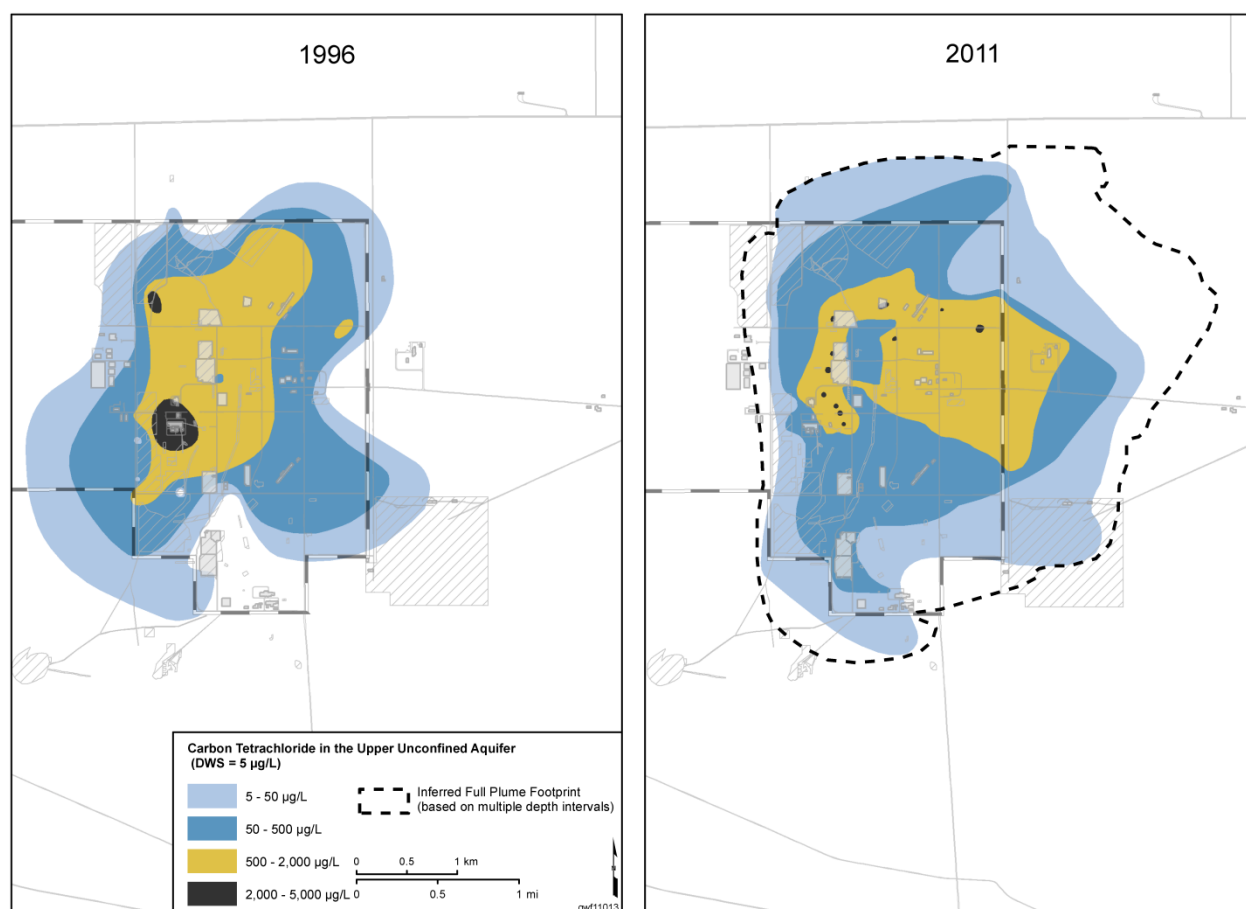 1996
2011
Carbon Tetrachloride in the Upper Unconfined Aquifer
(DWS = 5 µg/L)
5 - 50 µg/L
50 - 500 µg/L
500 - 2,000 µg/L
2,000 - 5,000 µg/L
Inferred Full Plume Footprint
(based on multiple depth intervals)
0 0.5 1 km
0 0.5 1 mi
gwf11013